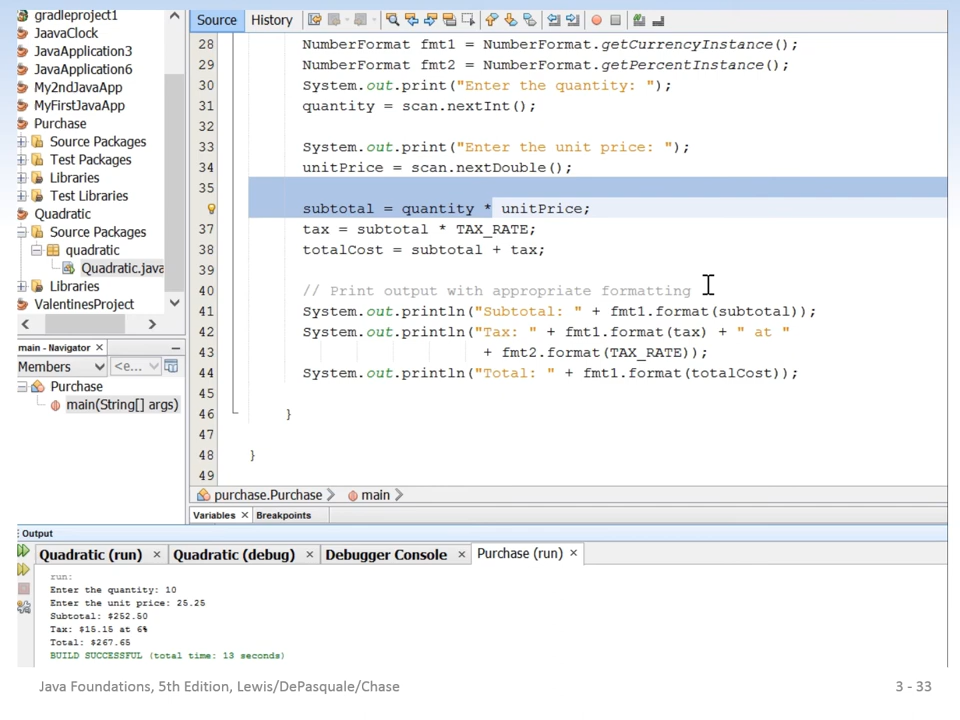 gradleproject1
JaavaClock
JavaApplication3
JavaApplication6
My2ndJavaApp
MyFirstJavaApp
Purchase
Source Packages
Test Packages
Libraries
Test Libraries
Quadratic
Source Packages
quadratic
Quadratic.java
Libraries
ValentinesProject
main - Navigator ×
Members <e...
Purchase
main(String[] args)
Source History
28 NumberFormat fmt1 = NumberFormat.getCurrencyInstance();
29 NumberFormat fmt2 = NumberFormat.getPercentInstance();
30 System.out.print("Enter the quantity: ");
31 quantity = scan.nextInt();
32
33 System.out.print("Enter the unit price: ");
34 unitPrice = scan.nextDouble();
35
subtotal = quantity * unitPrice;
37 tax = subtotal * TAX_RATE;
38 totalCost = subtotal + tax;
39
40 // Print output with appropriate formatting
41 System.out.println("Subtotal: " + fmt1.format(subtotal));
42 System.out.println("Tax: " + fmt1.format(tax) + " at "
43 + fmt2.format(TAX_RATE));
44 System.out.println("Total: " + fmt1.format(totalCost));
45
46 }
47
48 }
49
purchase.Purchase main
Variables × Breakpoints
Output
Quadratic (run) × Quadratic (debug) × Debugger Console × Purchase (run) ×
run:
Enter the quantity: 10
Enter the unit price: 25.25
Subtotal: $252.50
Tax: $15.15 at 6%
Total: $267.65
BUILD SUCCESSFUL (total time: 13 seconds)
Java Foundations, 5th Edition, Lewis/DePasquale/Chase 3 - 33